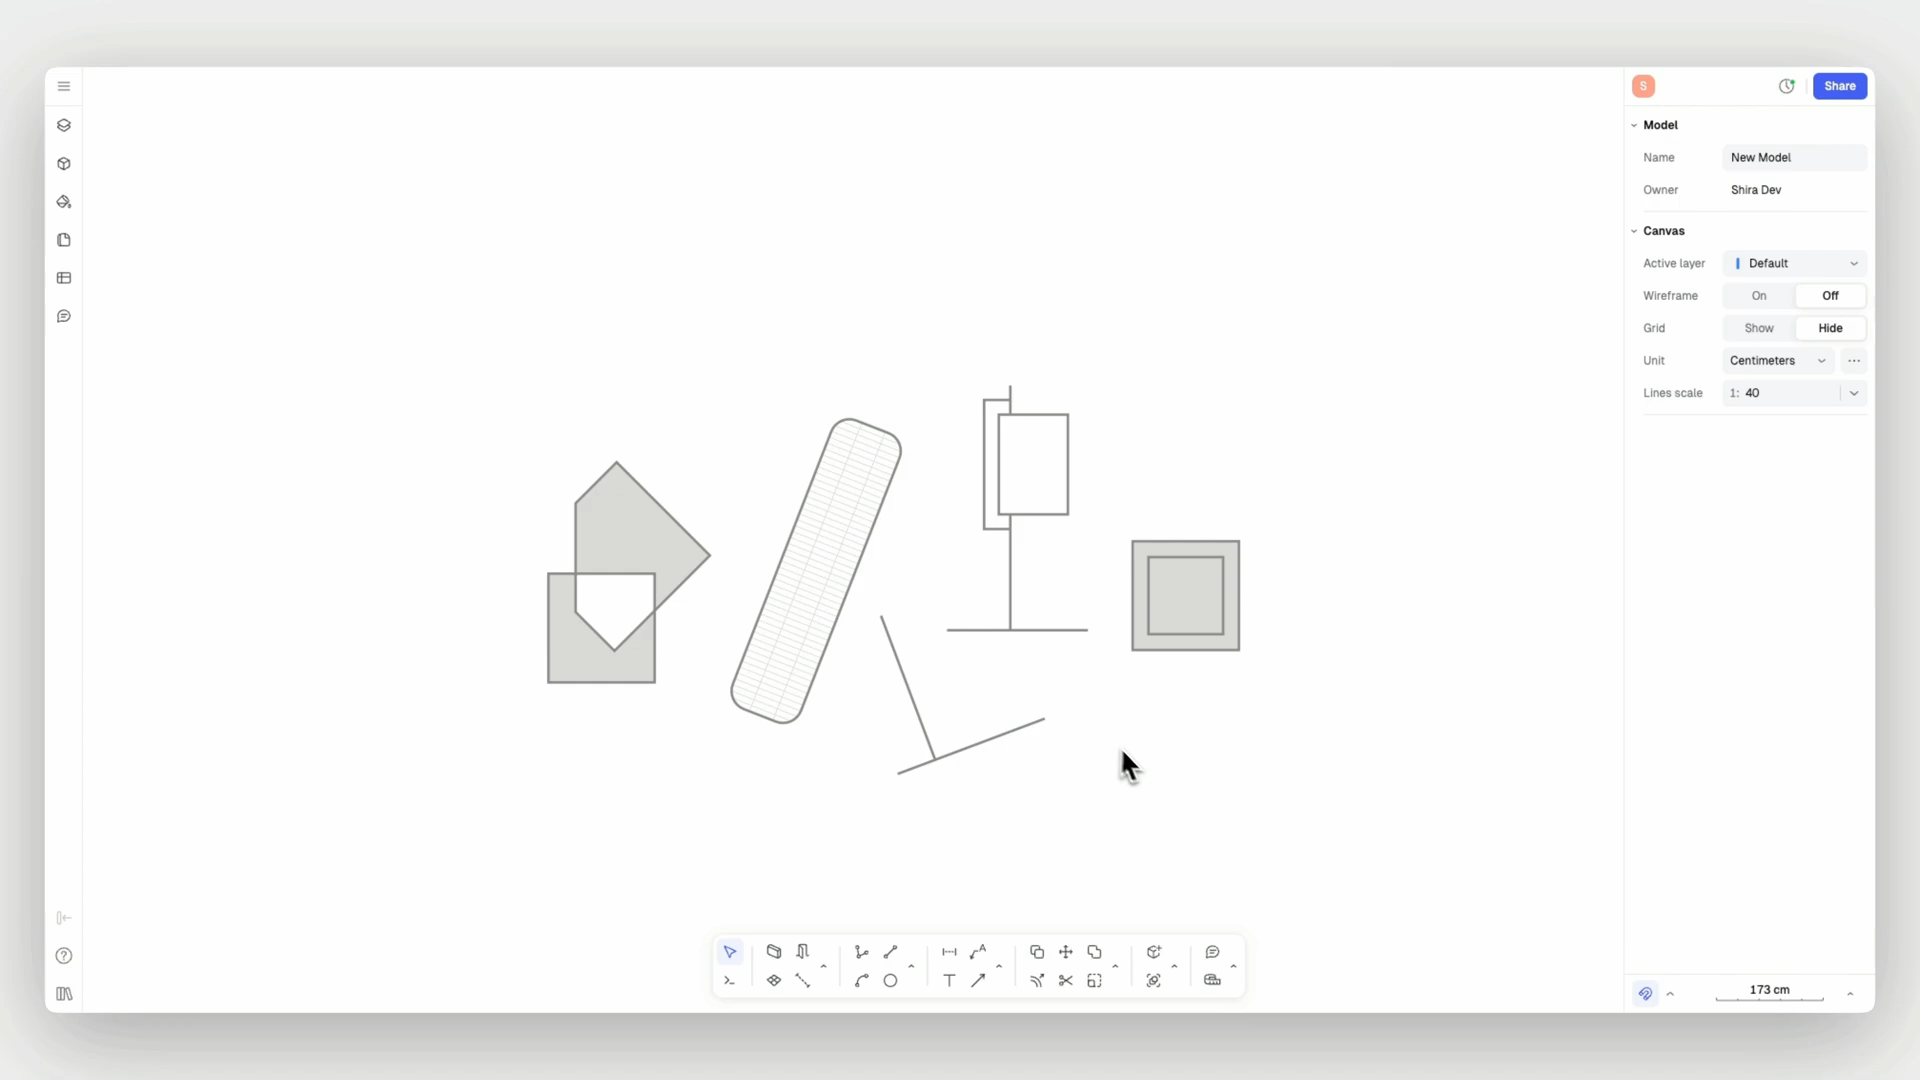 S
Share
Model
Name New Model
Owner Shira Dev
Canvas
Active layer Default
Wireframe On Off
Grid Show Hide
Unit Centimeters
Lines scale 1: 40
A
T
173 cm